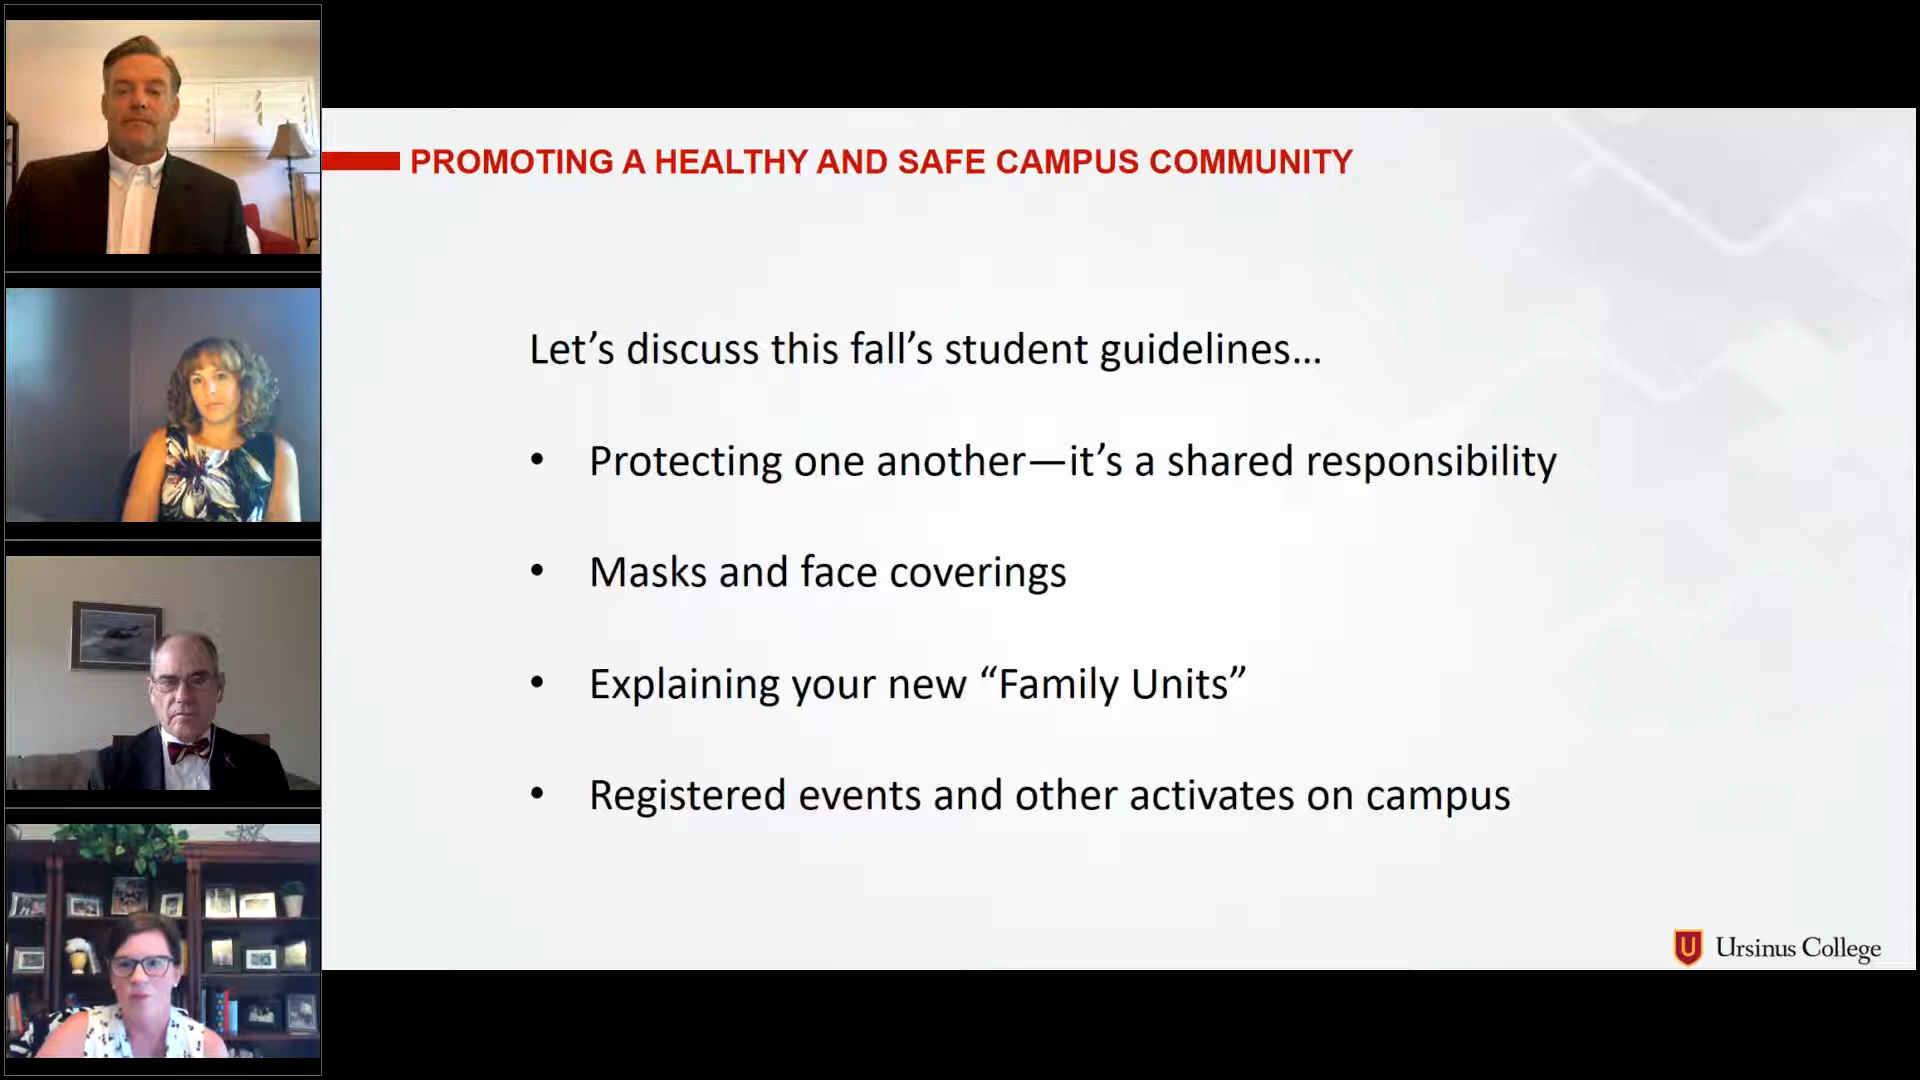 PROMOTING A HEALTHY AND SAFE CAMPUS COMMUNITY
Let’s discuss this fall’s student guidelines...
• Protecting one another—it’s a shared responsibility
• Masks and face coverings
• Explaining your new “Family Units”
• Registered events and other activates on campus
U Ursinus College